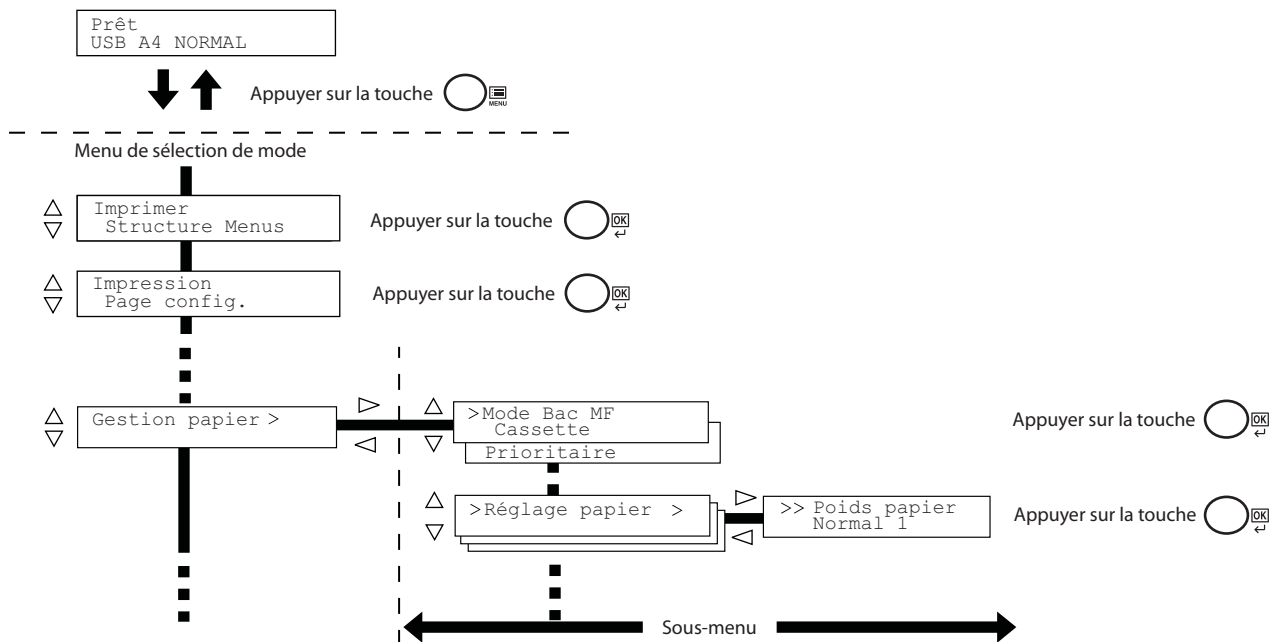 Prêt
USB A4 NORMAL
Appuyer sur la touche
MENU
Menu de sélection de mode
Imprimer
Structure Menus
Appuyer sur la touche
OK
Impression
Page config.
Appuyer sur la touche
OK
Gestion papier >
>Mode Bac MF
Cassette
Prioritaire
Appuyer sur la touche
OK
>Réglage papier >
>> Poids papier
Normal 1
Appuyer sur la touche
OK
Sous-menu